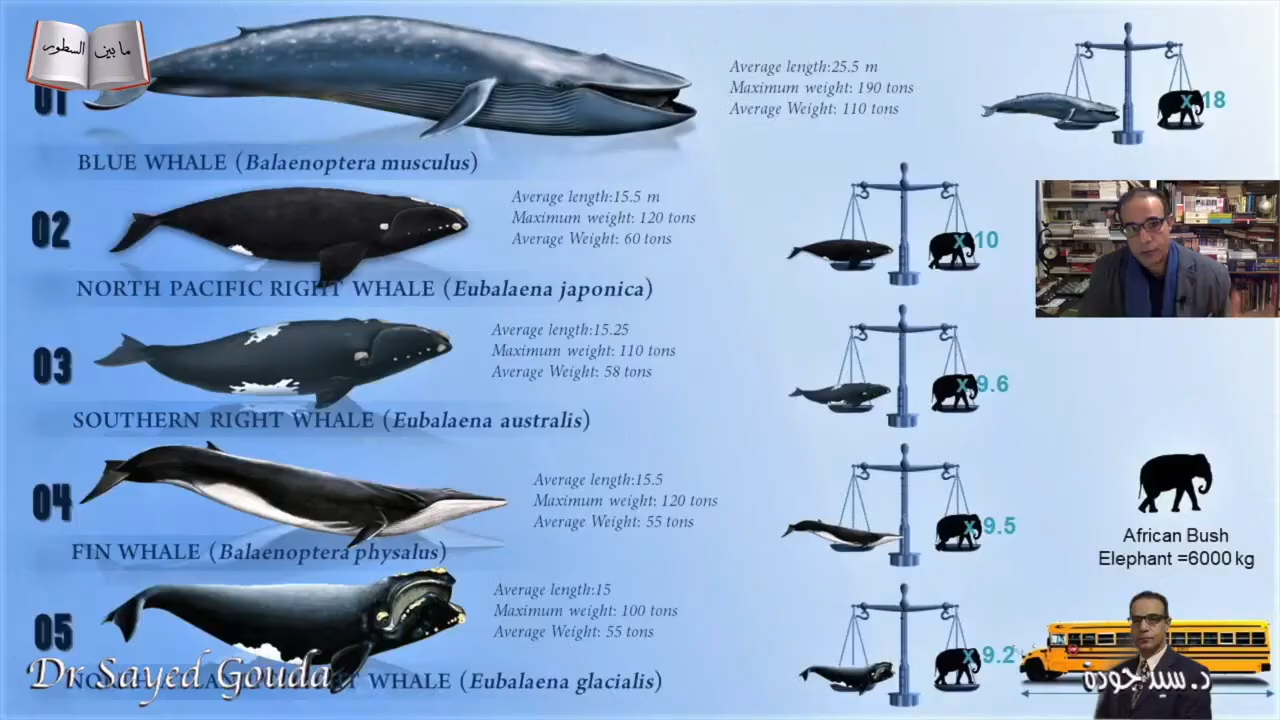 ما بين السطور
01
Average length:25.5 m
Maximum weight: 190 tons
Average Weight: 110 tons
x 18
BLUE WHALE (Balaenoptera musculus)
02
Average length:15.5 m
Maximum weight: 120 tons
Average Weight: 60 tons
x 10
NORTH PACIFIC RIGHT WHALE (Eubalaena japonica)
03
Average length:15.25
Maximum weight: 110 tons
Average Weight: 58 tons
x 9.6
SOUTHERN RIGHT WHALE (Eubalaena australis)
04
Average length:15.5
Maximum weight: 120 tons
Average Weight: 55 tons
x 9.5
FIN WHALE (Balaenoptera physalus)
African Bush
Elephant =6000 kg
05
Average length:15
Maximum weight: 100 tons
Average Weight: 55 tons
x 9.2
WHALE (Eubalaena glacialis)
Dr Sayed Gouda
د. سيد جودة